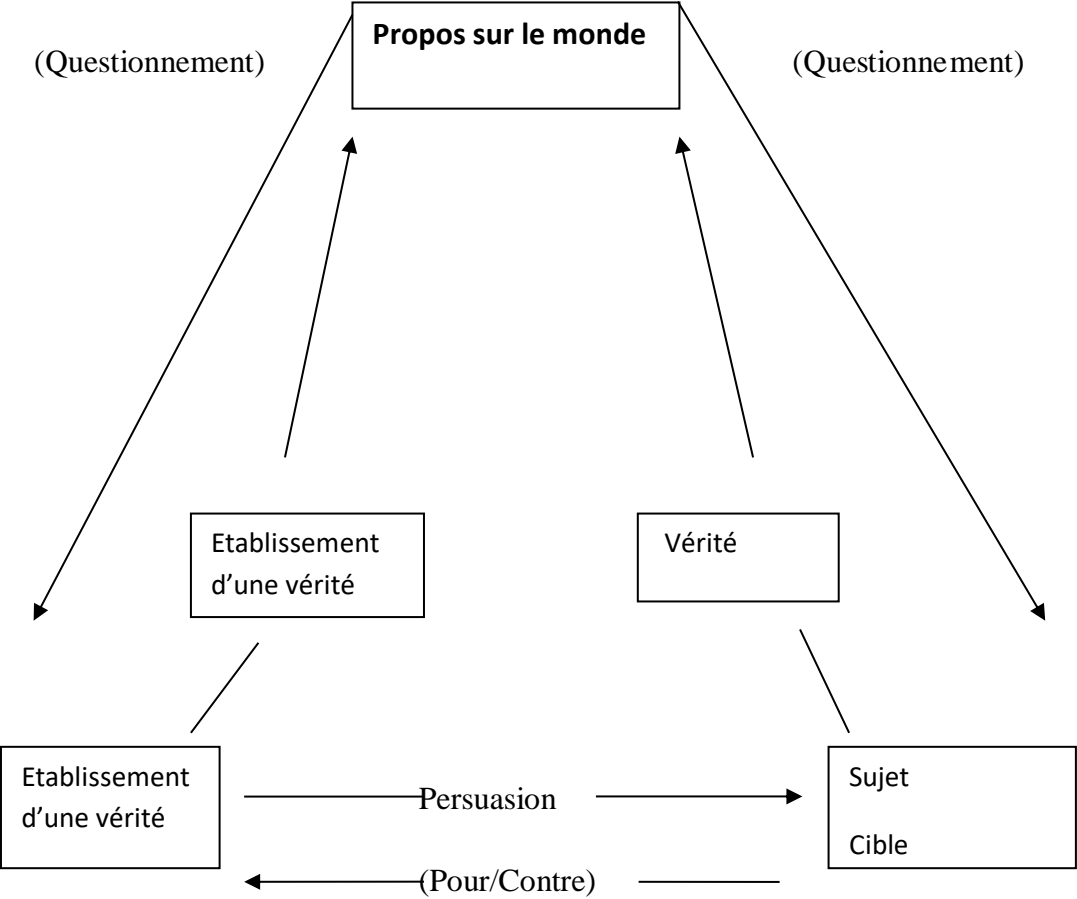 Propos sur le monde
(Questionnement)
(Questionnement)
Etablissement
d’une vérité
Vérité
Etablissement
d’une vérité
Persuasion
Sujet
Cible
(Pour/Contre)